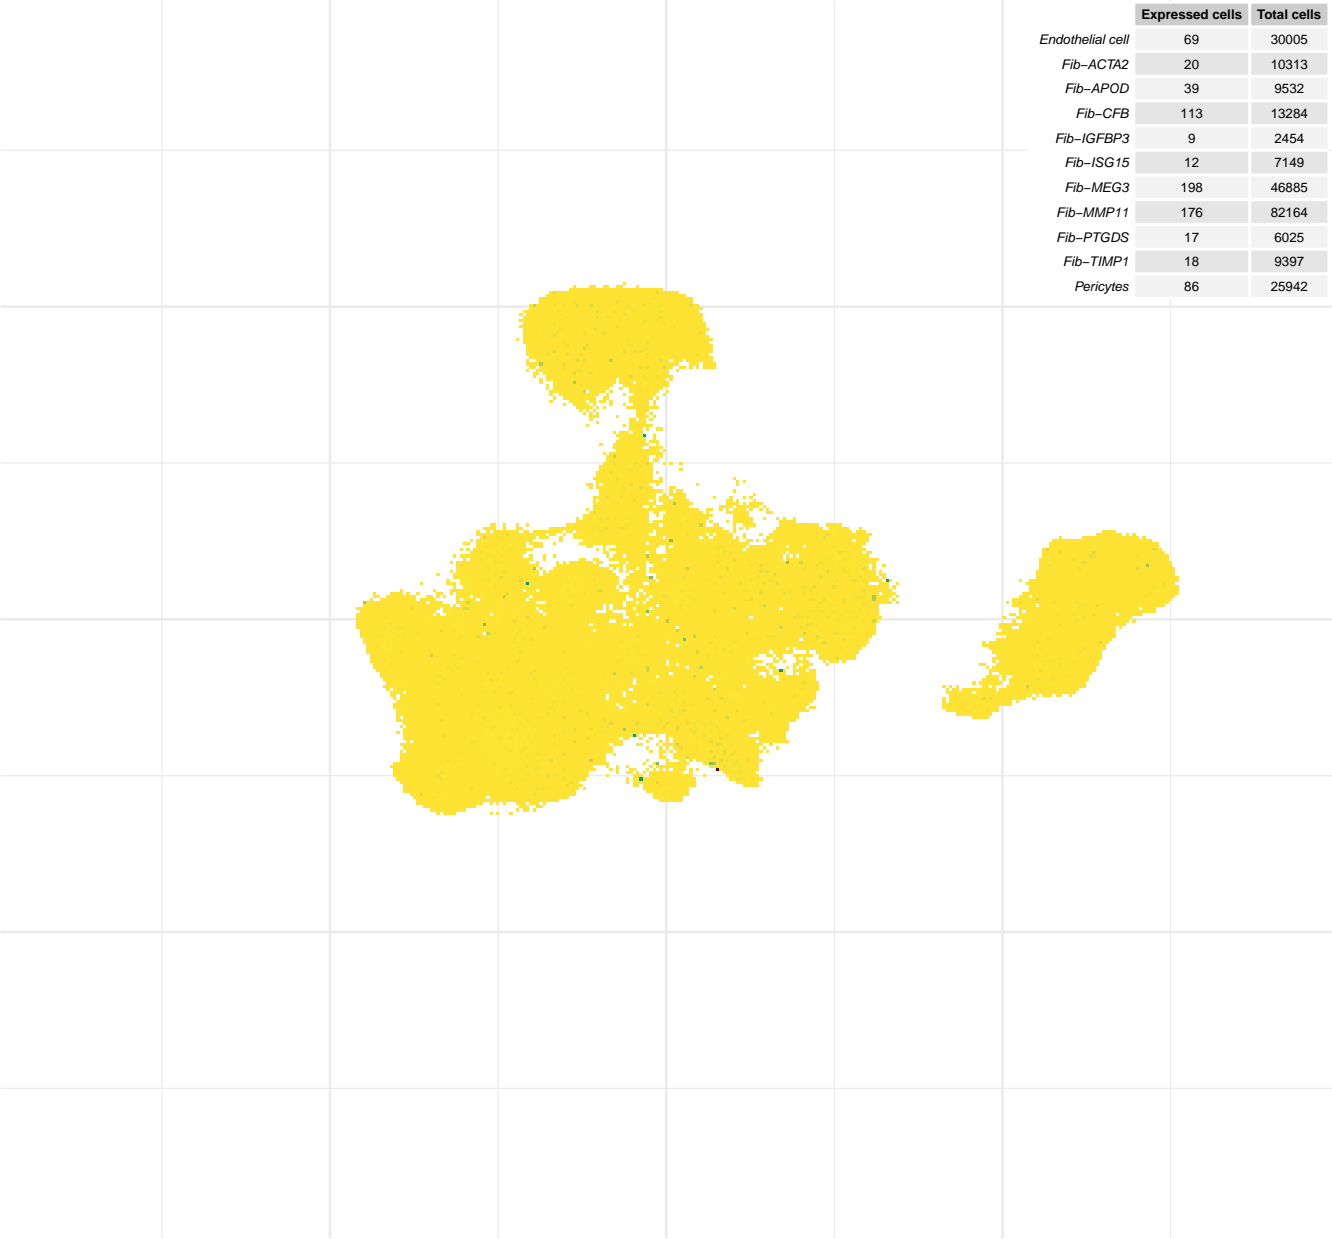 Expressed cells Total cells
Endothelial cell 69 30005
Fib−ACTA2 20 10313
Fib−APOD 39 9532
Fib−CFB 113 13284
Fib−IGFBP3 9 2454
Fib−ISG15 12 7149
Fib−MEG3 198 46885
Fib−MMP11 176 82164
Fib−PTGDS 17 6025
Fib−TIMP1 18 9397
Pericytes 86 25942